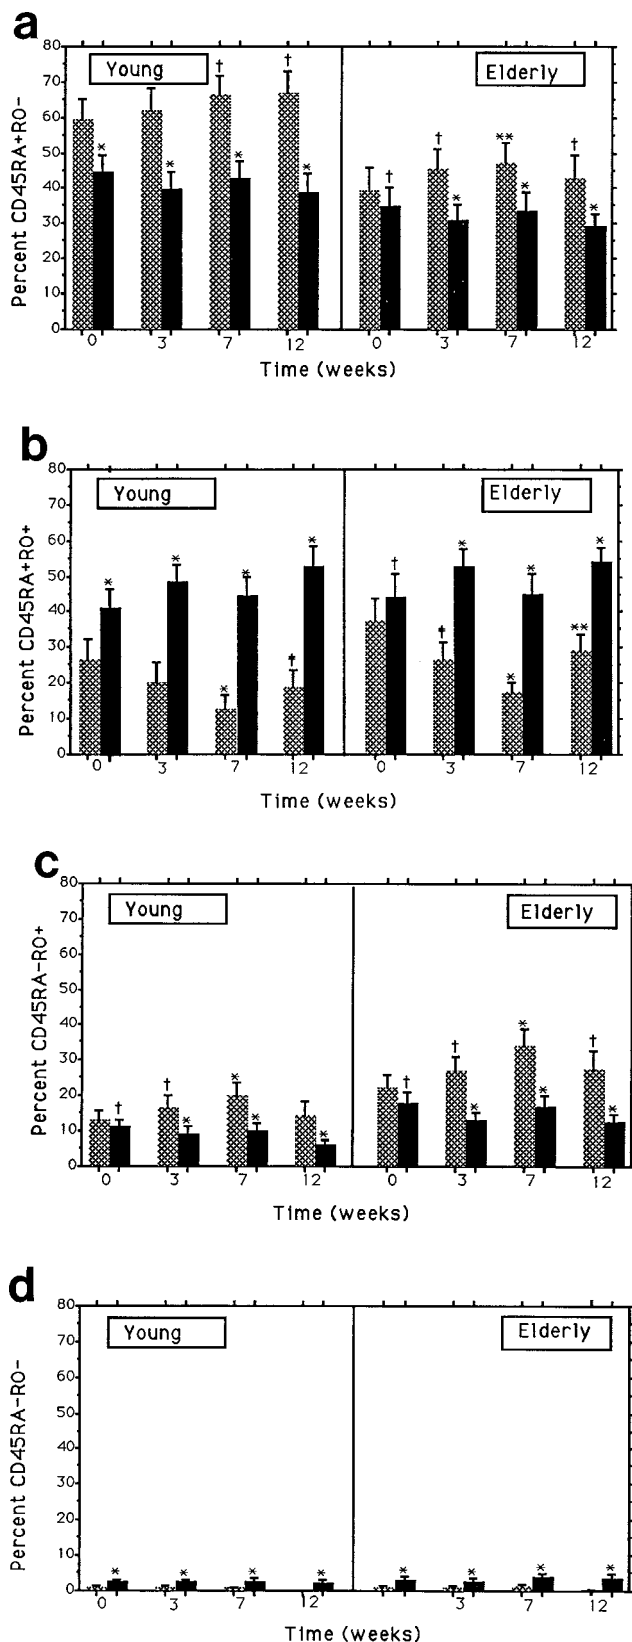 a
80
70
60
50
40
30
20
10
0
Percent CD45RA+RO-
Young
Elderly
* * † * † *
† † * ** * † *
0 3 7 12 0 3 7 12
Time (weeks)
b
80
70
60
50
40
30
20
10
0
Percent CD45RA+RO+
Young
Elderly
* * * * * ‡ *
† ‡ * * * ** *
0 3 7 12 0 3 7 12
Time (weeks)
c
80
70
60
50
40
30
20
10
0
Percent CD45RA-RO+
Young
Elderly
† † * * * *
† † * * * † *
0 3 7 12 0 3 7 12
Time (weeks)
d
80
70
60
50
40
30
20
10
0
Percent CD45RA-RO-
Young
Elderly
* * * * * * * *
0 3 7 12 3 7 12
Time (weeks)